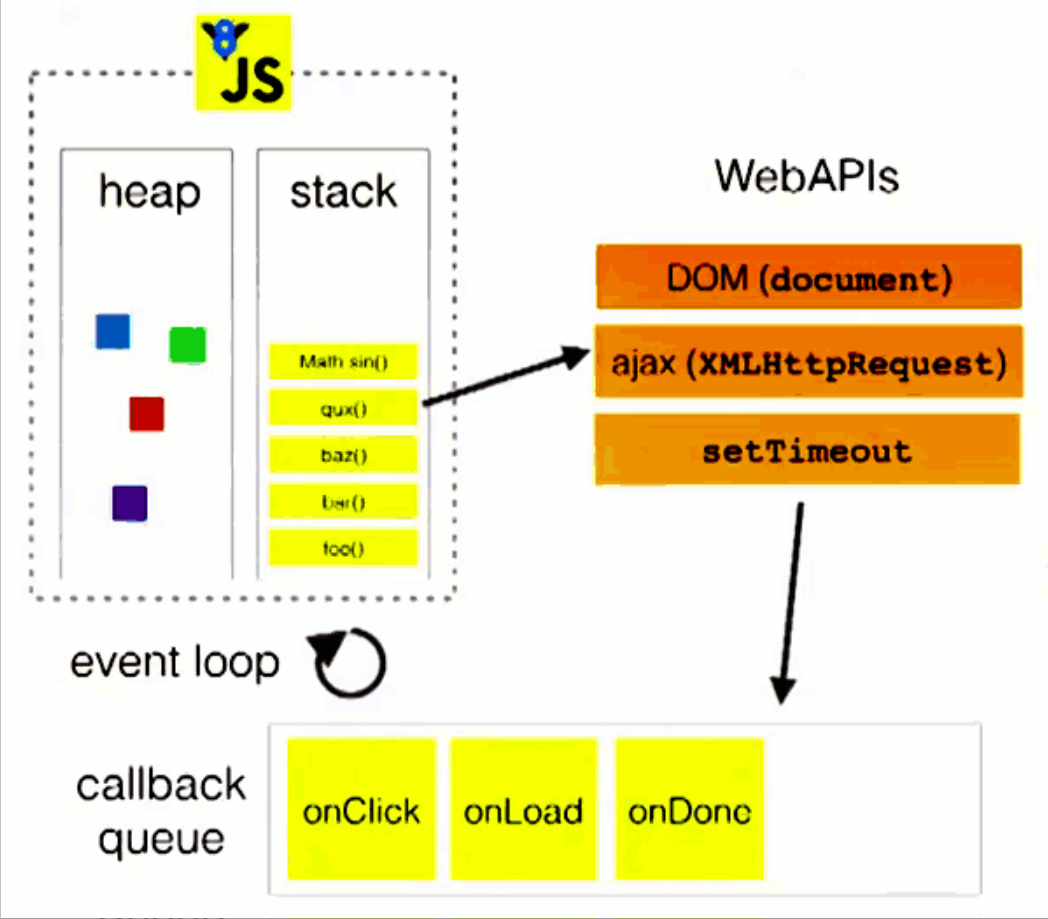 8
JS
heap
stack
WebAPIs
DOM (document)
ajax (XMLHttpRequest)
setTimeout
Math sin()
qux()
baz()
bar()
foo()
event loop
callback
queue
onClick
onLoad
onDone